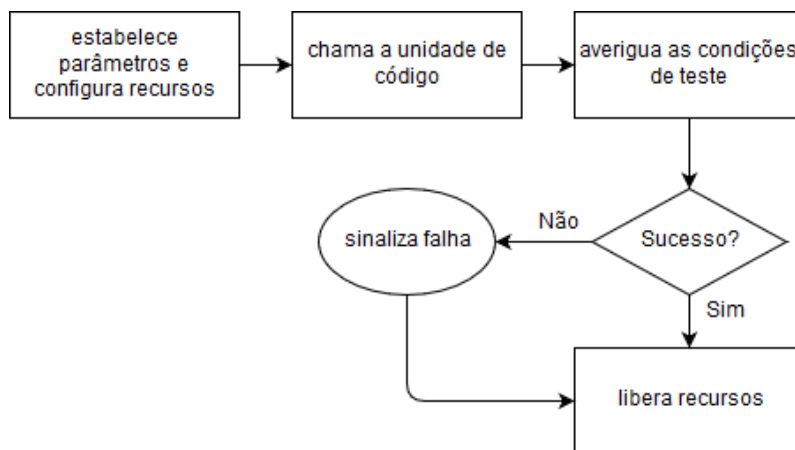 estabelece
parâmetros e
configura recursos
chama a unidade de
código
averigua as condições
de teste
Sucesso?
Não
sinaliza falha
Sim
libera recursos